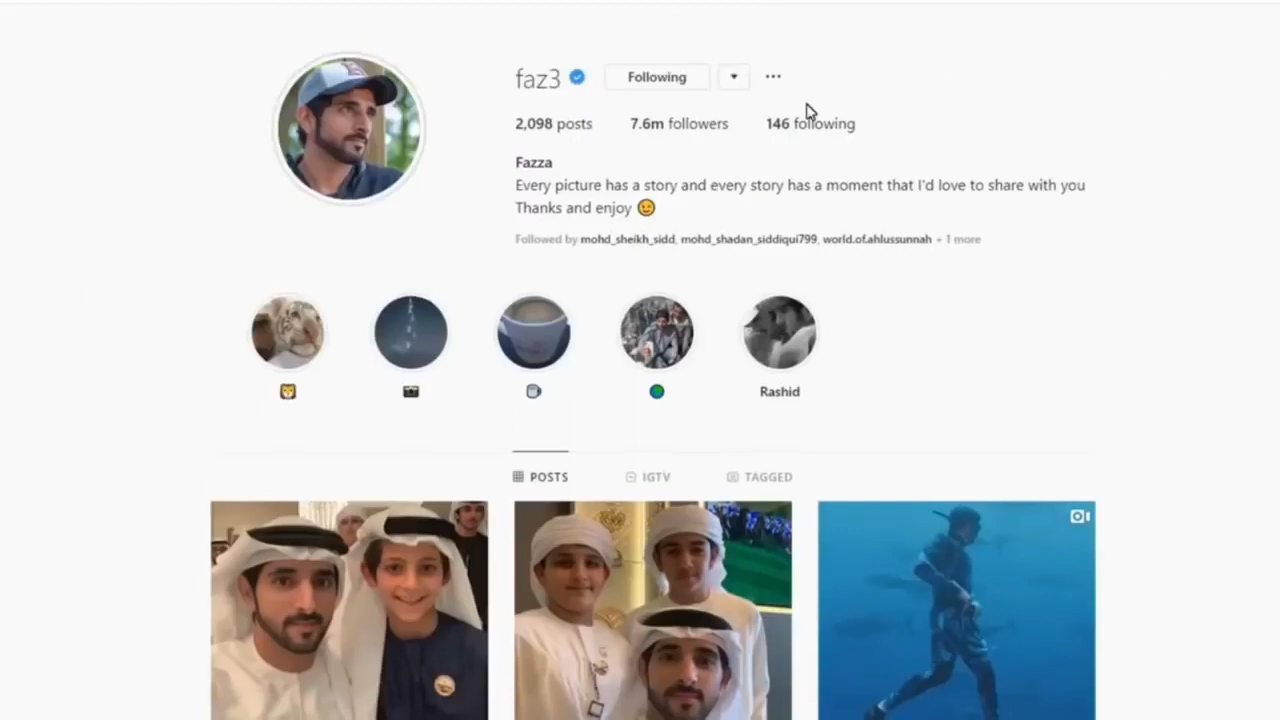 faz3 Following
2,098 posts 7.6m followers 146 following
Fazza
Every picture has a story and every story has a moment that I'd love to share with you
Thanks and enjoy 😉
Followed by mohd_sheikh_sidd, mohd_shadan_siddiqui799, world.of.ahlussunnah + 1 more
Rashid
POSTS IGTV TAGGED